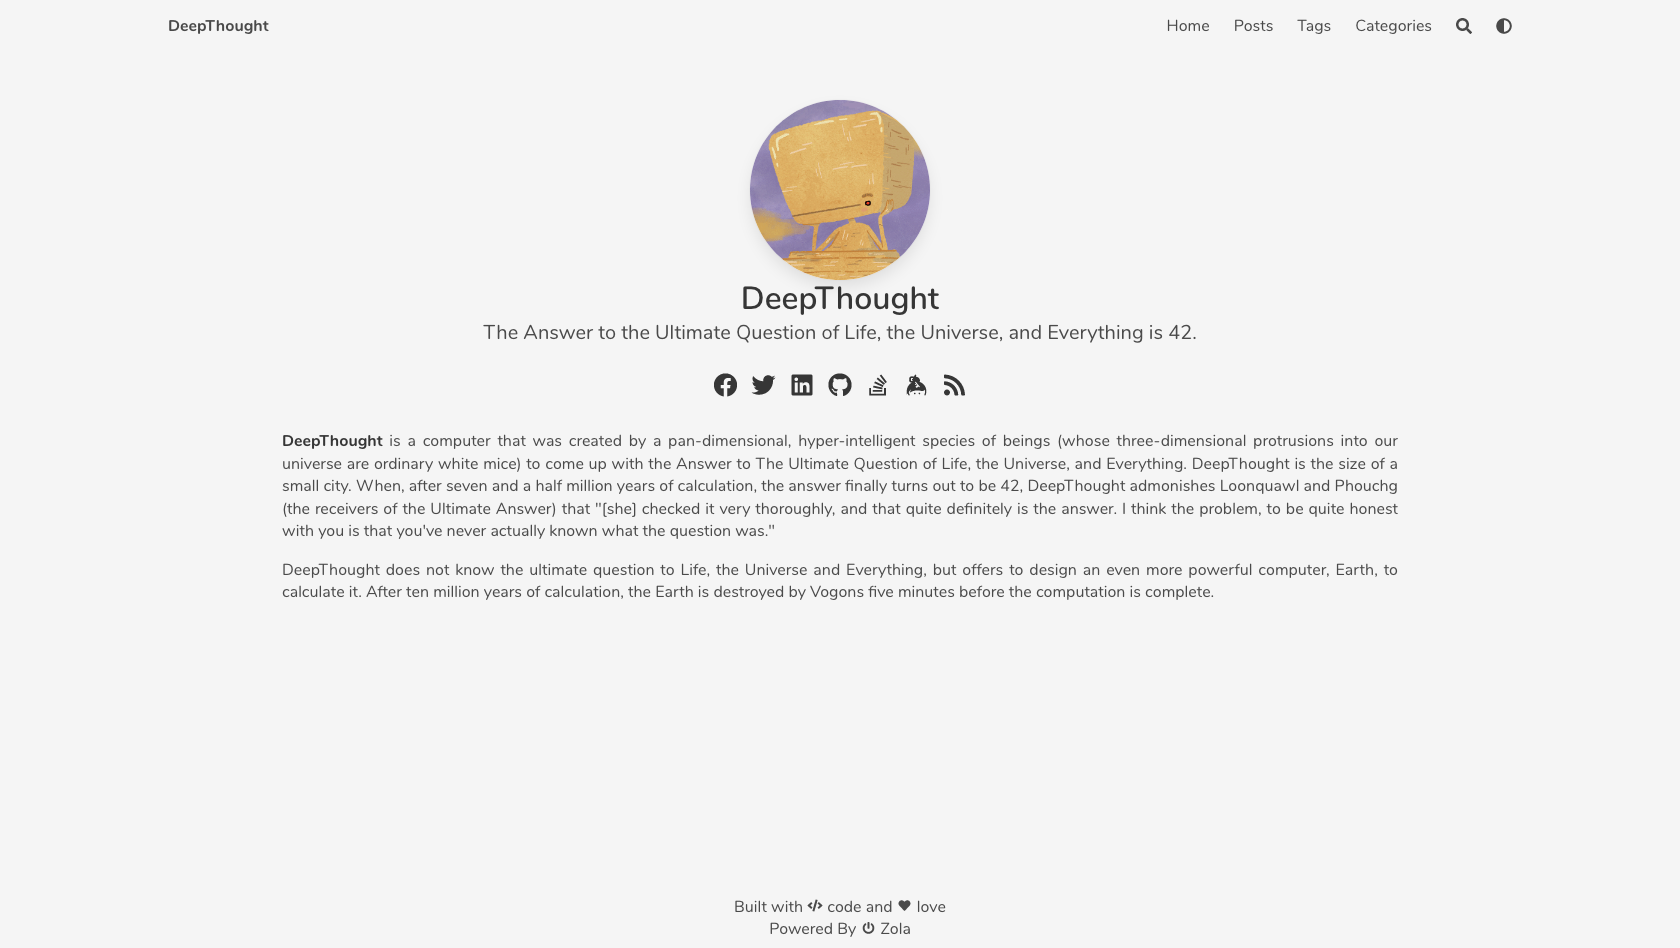 DeepThought
Home Posts Tags Categories
DeepThought
The Answer to the Ultimate Question of Life, the Universe, and Everything is 42.
DeepThought is a computer that was created by a pan-dimensional, hyper-intelligent species of beings (whose three-dimensional protrusions into our
universe are ordinary white mice) to come up with the Answer to The Ultimate Question of Life, the Universe, and Everything. DeepThought is the size of a
small city. When, after seven and a half million years of calculation, the answer finally turns out to be 42, DeepThought admonishes Loonquawl and Phouchg
(the receivers of the Ultimate Answer) that "[she] checked it very thoroughly, and that quite definitely is the answer. I think the problem, to be quite honest
with you is that you've never actually known what the question was."
DeepThought does not know the ultimate question to Life, the Universe and Everything, but offers to design an even more powerful computer, Earth, to
calculate it. After ten million years of calculation, the Earth is destroyed by Vogons five minutes before the computation is complete.
Built with code and love
Powered By Zola